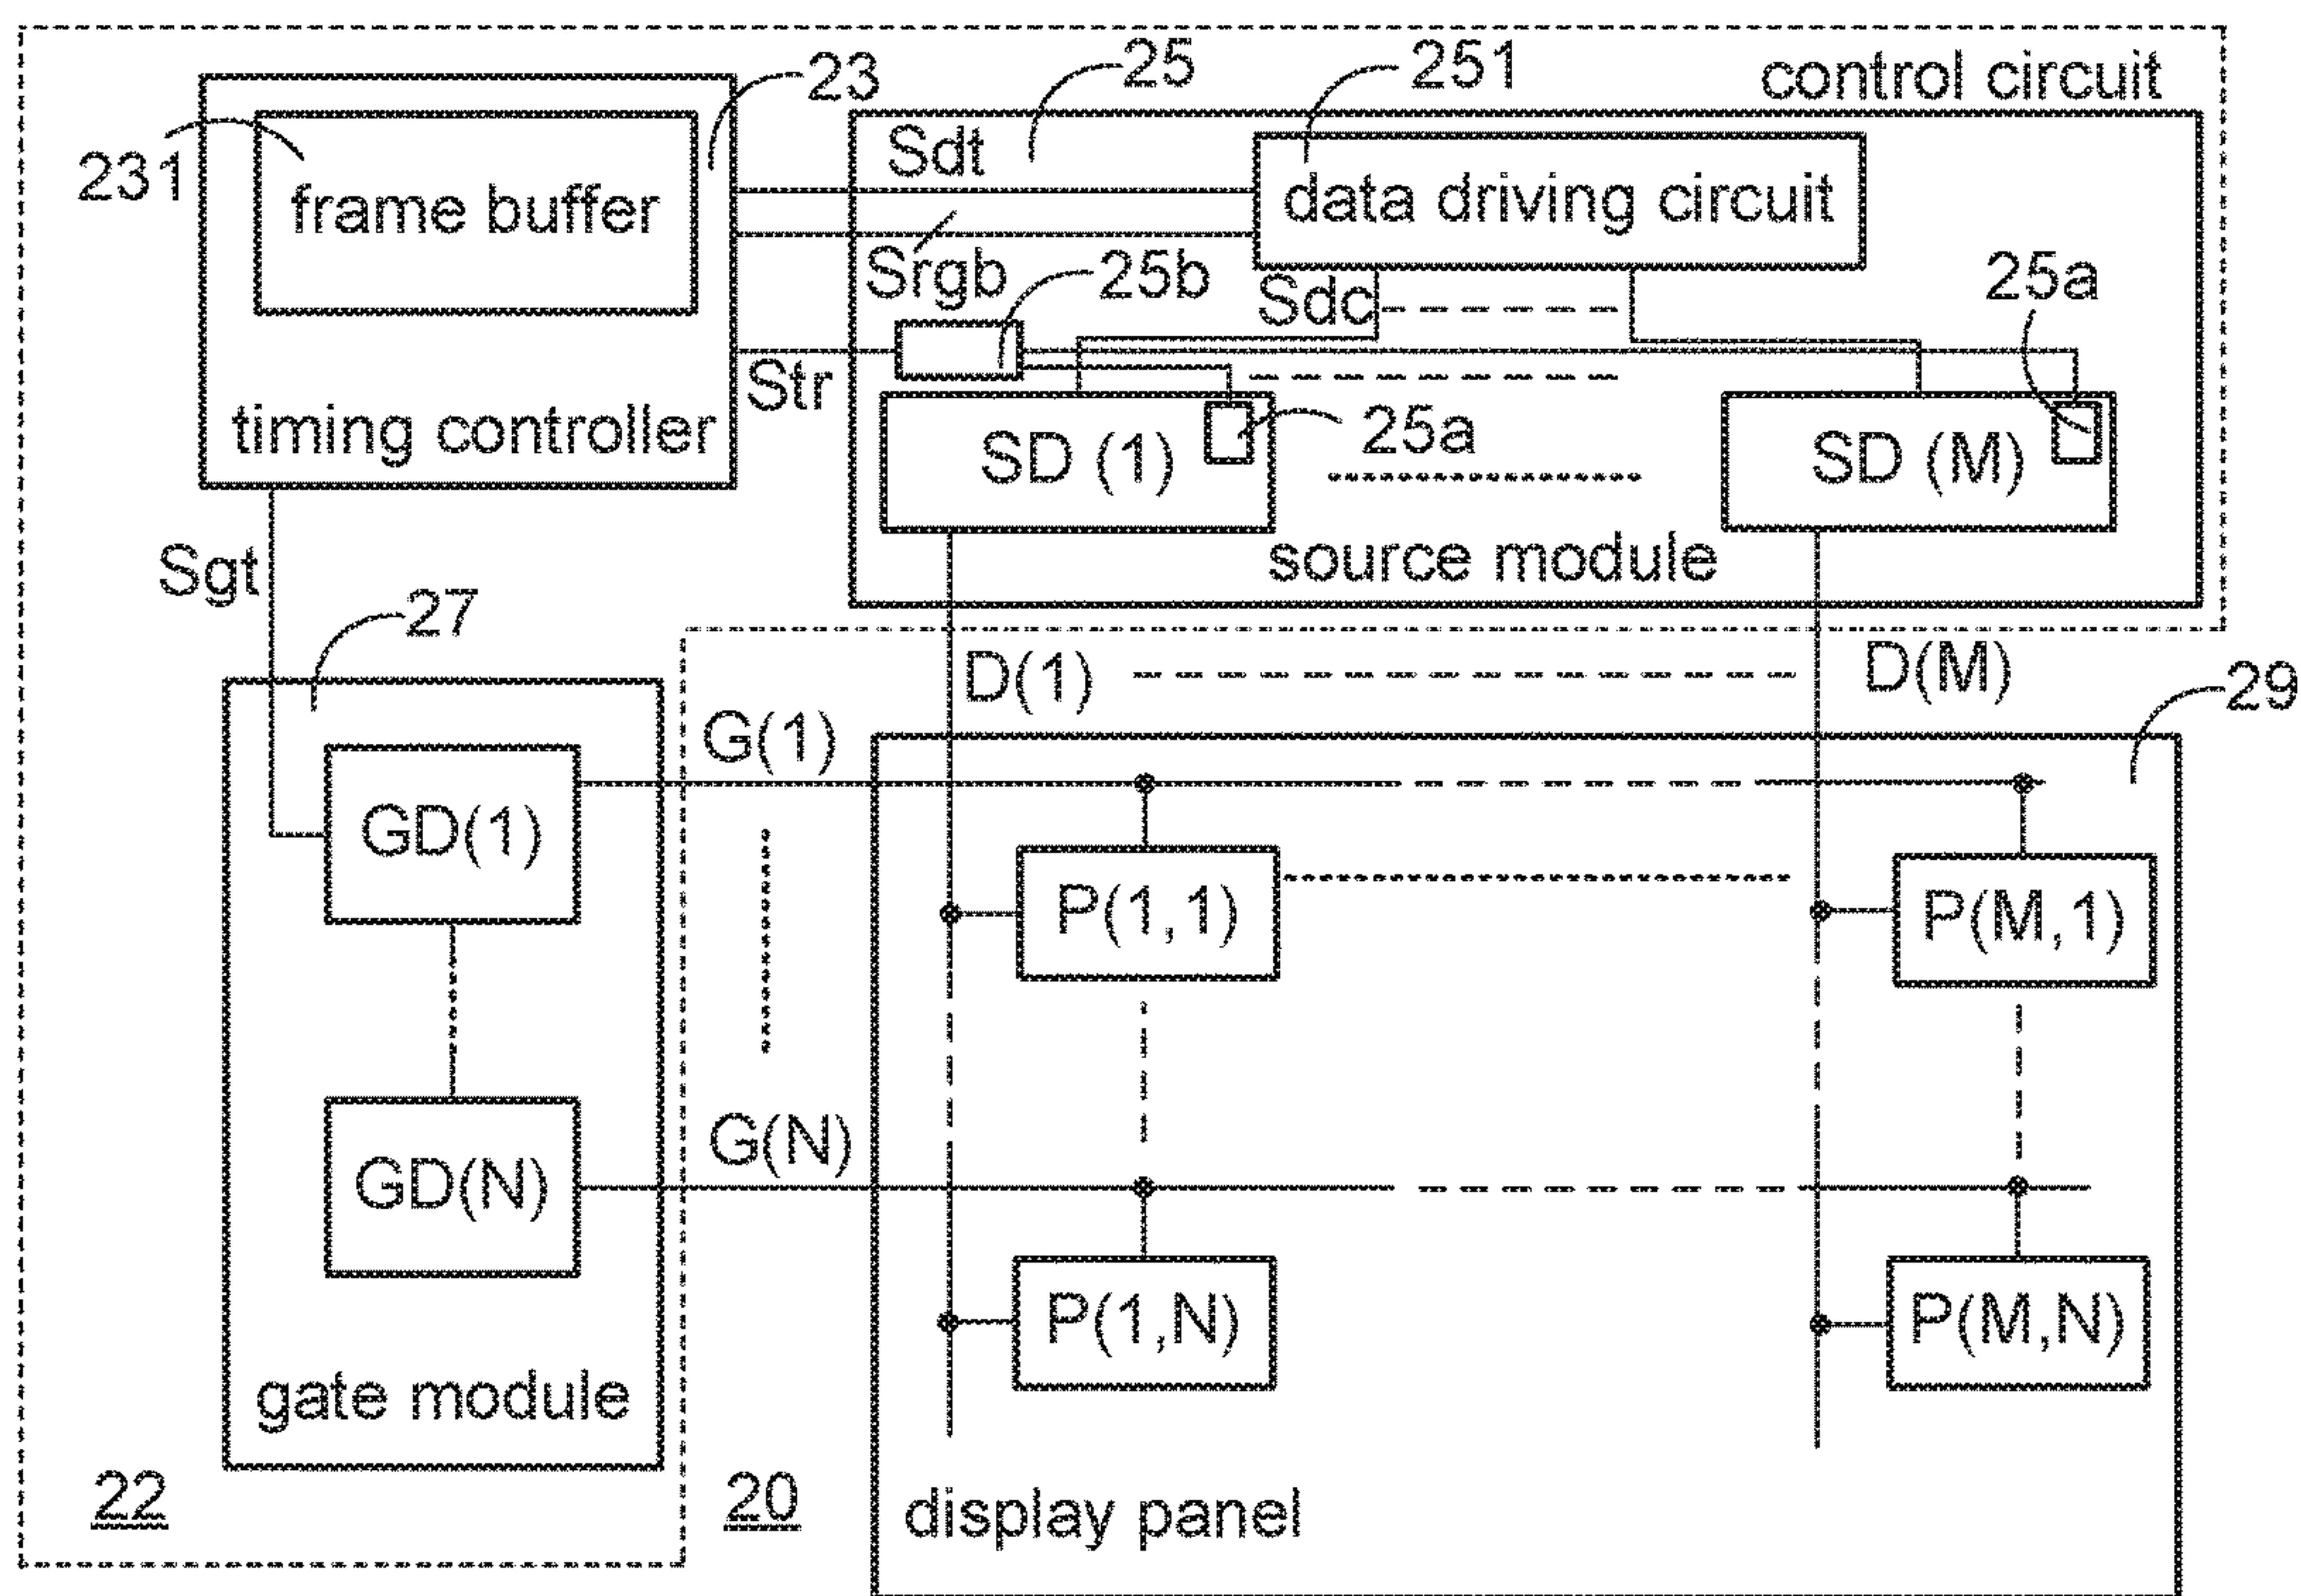 23
25
251
control circuit
231
frame buffer
Sdt
data driving circuit
Srgb
25b
Sdc
25a
Str
timing controller
SD (1)
25a
SD (M)
source module
Sgt
27
D(1)
D(M)
29
G(1)
GD(1)
P(1,1)
P(M,1)
G(N)
GD(N)
P(1,N)
P(M,N)
gate module
22
20
display panel